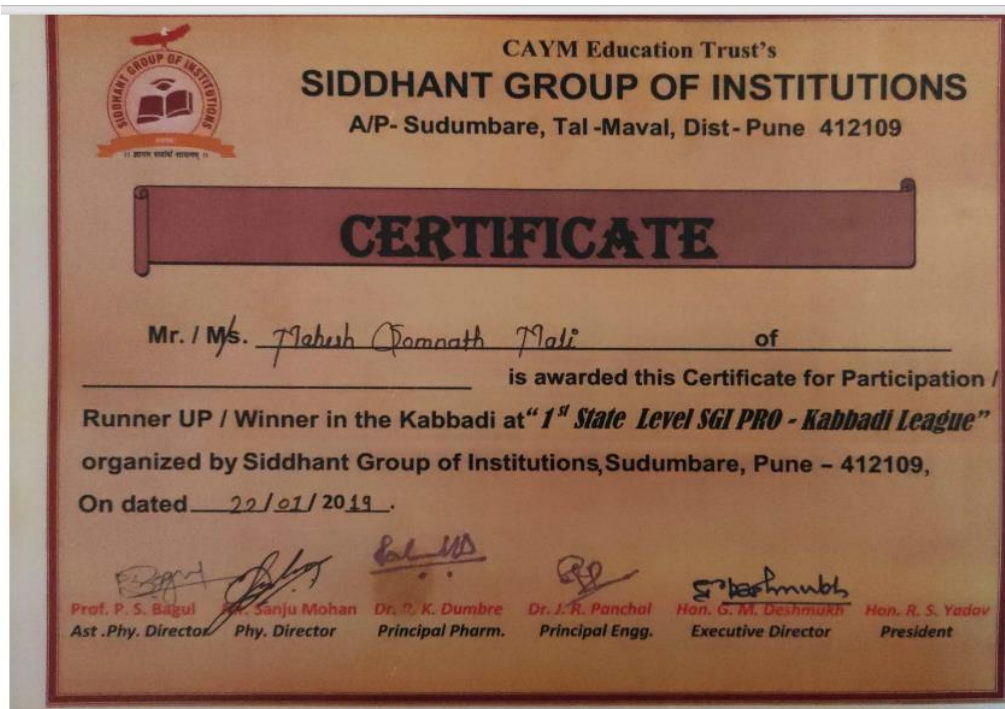 SIDDHANT GROUP OF INSTITUTIONS
CAYM Education Trust's
SIDDHANT GROUP OF INSTITUTIONS
A/P- Sudumbare, Tal -Maval, Dist- Pune 412109
CERTIFICATE
Mr. / M/s. Mahesh Somnath Mali of
is awarded this Certificate for Participation /
Runner UP / Winner in the Kabbadi at “1st State Level SGI PRO - Kabbadi League”
organized by Siddhant Group of Institutions,Sudumbare, Pune – 412109,
On dated 22/01/2019.
Prof. P. S. Bagul Sanju Mohan Dr. R. K. Dumbre Dr. J. R. Panchal Hon. G. M. Deshmukh Hon. R. S. Yadav
Ast .Phy. Director Phy. Director Principal Pharm. Principal Engg. Executive Director President